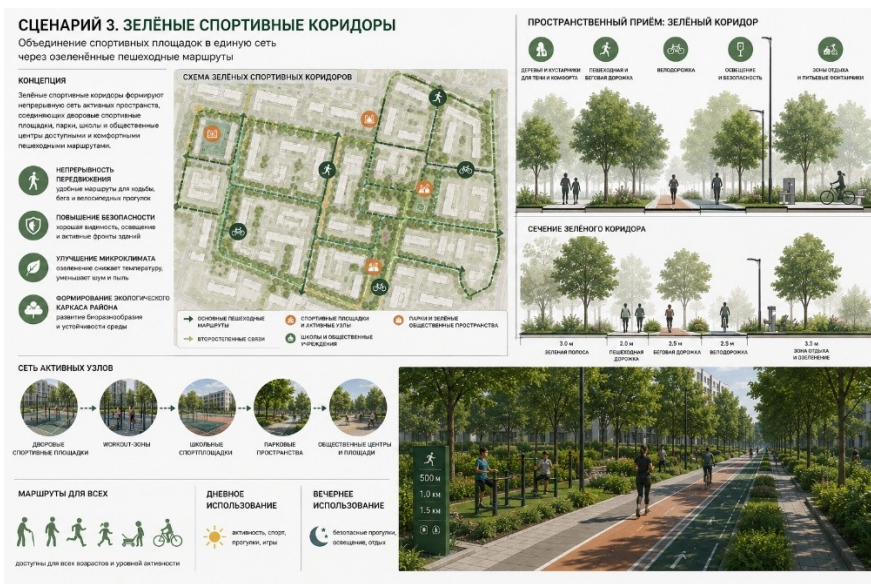 СЦЕНАРИЙ 3. ЗЕЛЁНЫЕ СПОРТИВНЫЕ КОРИДОРЫ
Объединение спортивных площадок в единую сеть
через озеленённые пешеходные маршруты
КОНЦЕПЦИЯ
Зелёные спортивные коридоры формируют
непрерывную сеть активных пространств,
соединяющих дворовые спортивные
площадки, парки, школы и общественные
центры доступными и комфортными
пешеходными маршрутами.
НЕПРЕРЫВНОСТЬ
ПЕРЕДВИЖЕНИЯ
удобные маршруты для ходьбы,
бега и велосипедных прогулок
ПОВЫШЕНИЕ БЕЗОПАСНОСТИ
хорошая видимость, освещение
и активные фронты зданий
УЛУЧШЕНИЕ МИКРОКЛИМАТА
озеленение снижает температуру,
уменьшает шум и пыль
ФОРМИРОВАНИЕ ЭКОЛОГИЧЕСКОГО
КАРКАСА РАЙОНА
развитие биоразнообразия
и устойчивости среды
СХЕМА ЗЕЛЁНЫХ СПОРТИВНЫХ КОРИДОРОВ
ОСНОВНЫЕ ПЕШЕХОДНЫЕ
МАРШРУТЫ
ВТОРОСТЕПЕННЫЕ СВЯЗИ
СПОРТИВНЫЕ ПЛОЩАДКИ
И АКТИВНЫЕ УЗЛЫ
ШКОЛЫ И ОБЩЕСТВЕННЫЕ
УЧРЕЖДЕНИЯ
ПАРКИ И ЗЕЛЁНЫЕ
ОБЩЕСТВЕННЫЕ ПРОСТРАНСТВА
ПРОСТРАНСТВЕННЫЙ ПРИЁМ: ЗЕЛЁНЫЙ КОРИДОР
ДЕРЕВЬЯ И КУСТАРНИКИ
ДЛЯ ТЕНИ И КОМФОРТА
ПЕШЕХОДНАЯ И
БЕГОВАЯ ДОРОЖКА
ВЕЛОДОРОЖКА
ОСВЕЩЕНИЕ
И БЕЗОПАСНОСТЬ
ЗОНЫ ОТДЫХА
И ПИТЬЕВЫЕ ФОНТАНЧИКИ
СЕЧЕНИЕ ЗЕЛЁНОГО КОРИДОРА
3.0 м
ЗЕЛЕНАЯ ПОЛОСА
2.0 м
ПЕШЕХОДНАЯ
ДОРОЖКА
2.5 м
БЕГОВАЯ ДОРОЖКА
2.5 м
ВЕЛОДОРОЖКА
3.0 м
ЗОНА ОТДЫХА
И ОЗЕЛЕНЕНИЕ
СЕТЬ АКТИВНЫХ УЗЛОВ
ДВОРОВЫЕ
СПОРТИВНЫЕ ПЛОЩАДКИ
WORKOUT-ЗОНЫ
ШКОЛЬНЫЕ
СПОРТПЛОЩАДКИ
ПАРКОВЫЕ
ПРОСТРАНСТВА
ОБЩЕСТВЕННЫЕ ЦЕНТРЫ
И ПЛОЩАДИ
МАРШРУТЫ ДЛЯ ВСЕХ
доступны для всех возрастов и уровней активности
ДНЕВНОЕ
ИСПОЛЬЗОВАНИЕ
активность, спорт,
прогулки, игры
ВЕЧЕРНЕЕ
ИСПОЛЬЗОВАНИЕ
безопасные прогулки,
освещение, отдых
500 м
1.0 км
1.5 км